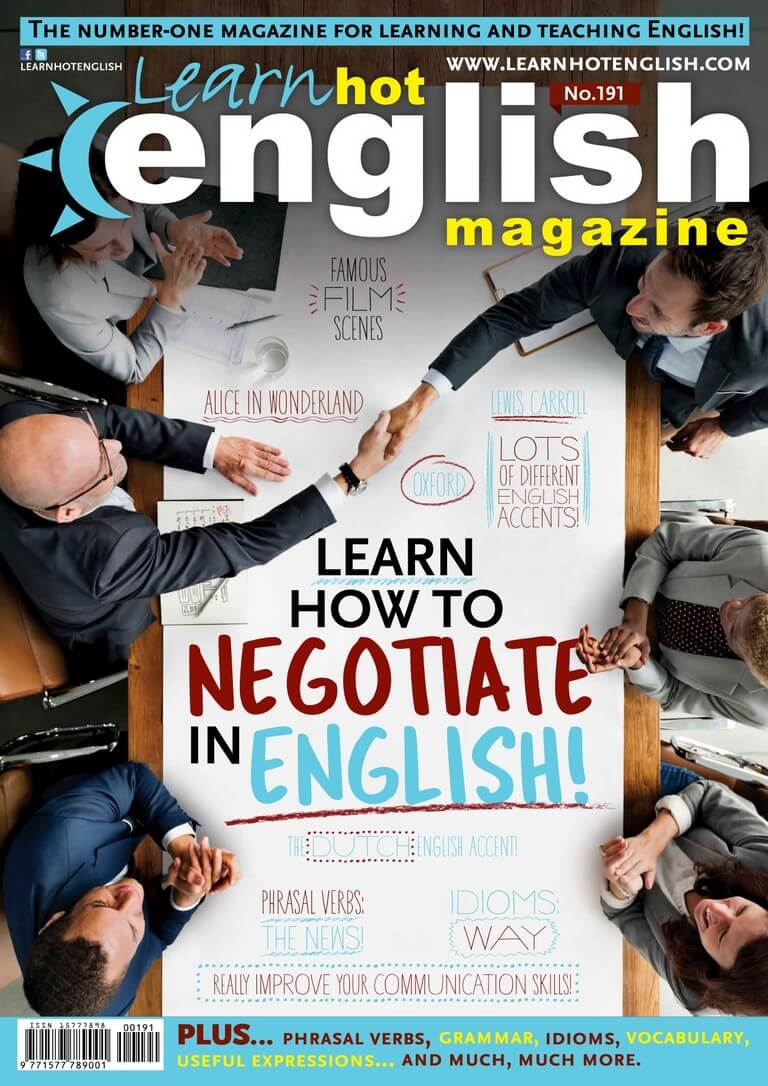 The number-one magazine for learning and teaching English!
LEARNHOTENGLISH
www.learnhotenglish.com
Learn hot
No.191
english
magazine
FAMOUS
FILM
SCENES
ALICE IN WONDERLAND
LEWIS CARROLL
OXFORD
LOTS
OF DIFFERENT
ENGLISH
ACCENTS!
LEARN
HOW TO
NEGOTIATE
IN ENGLISH!
THE DUTCH ENGLISH ACCENT!
PHRASAL VERBS:
THE NEWS!
IDIOMS:
WAY
REALLY IMPROVE YOUR COMMUNICATION SKILLS!
ISSN 15777898
00191
9 771577 789001
PLUS... PHRASAL VERBS, GRAMMAR, IDIOMS, VOCABULARY,
USEFUL EXPRESSIONS... AND MUCH, MUCH MORE.